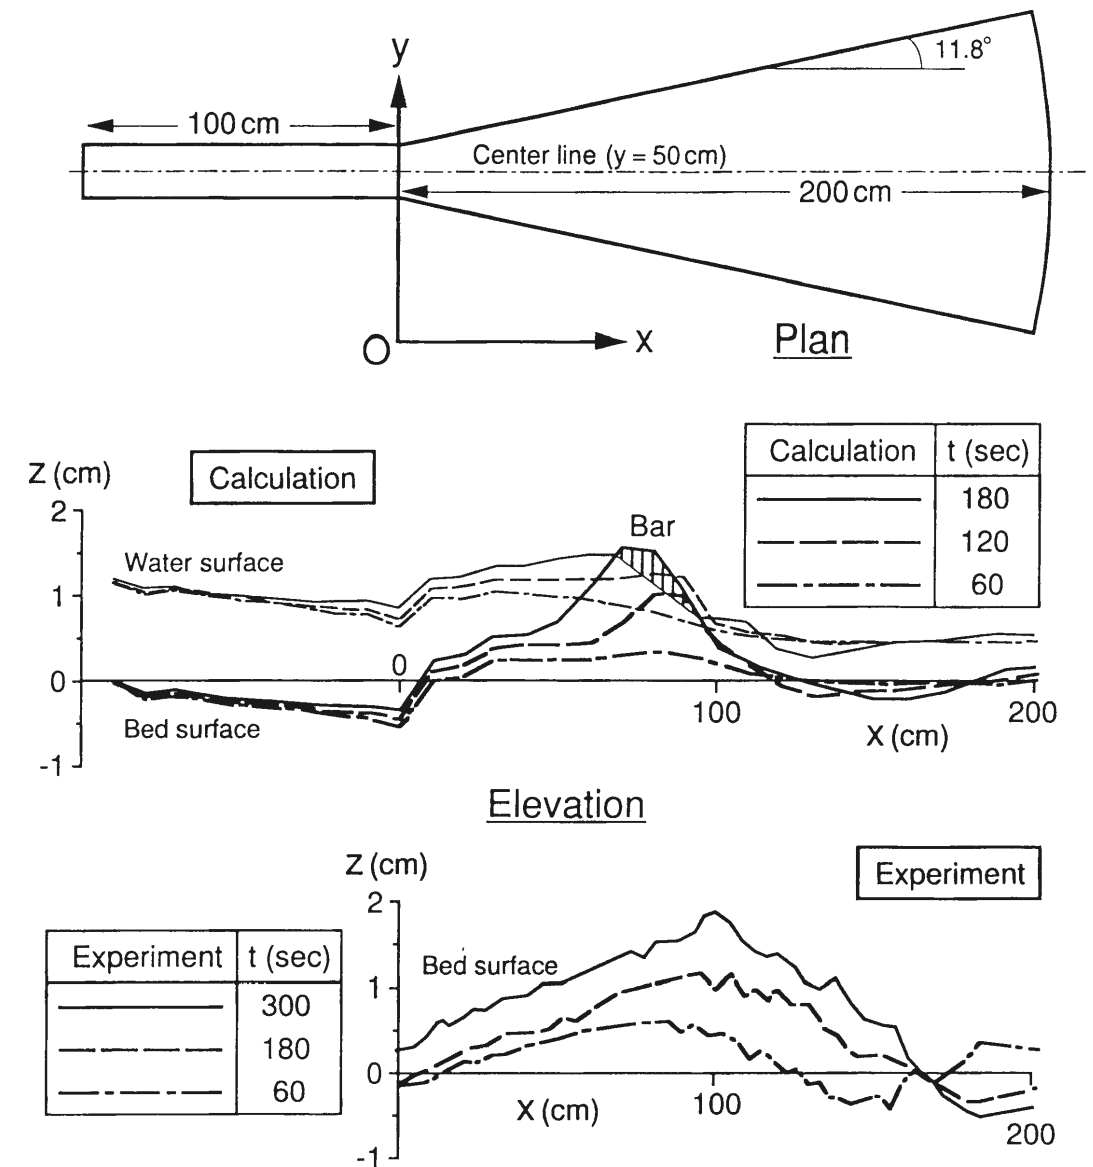 y
11.8°
100 cm
Center line (y = 50 cm)
200 cm
O
X
Plan
Calculation
t (sec)
180
120
60
Z (cm)
Calculation
Bar
2
Water surface
1
0
0
Bed surface
100
200
X (cm)
-1
Elevation
Z (cm)
Experiment
2
Experiment
t (sec)
300
180
60
Bed surface
1
0
X (cm)
100
200
-1